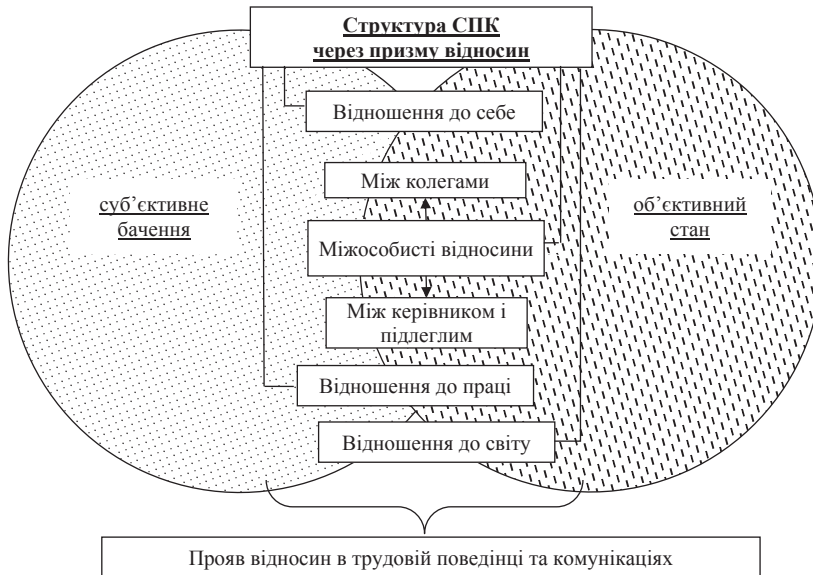 Структура СПК
через призму відносин
Відношення до себе
Між колегами
суб’єктивне
бачення
об’єктивний
стан
Міжособисті відносини
Між керівником і
підлеглим
Відношення до праці
Відношення до світу
Прояв відносин в трудовій поведінці та комунікаціях